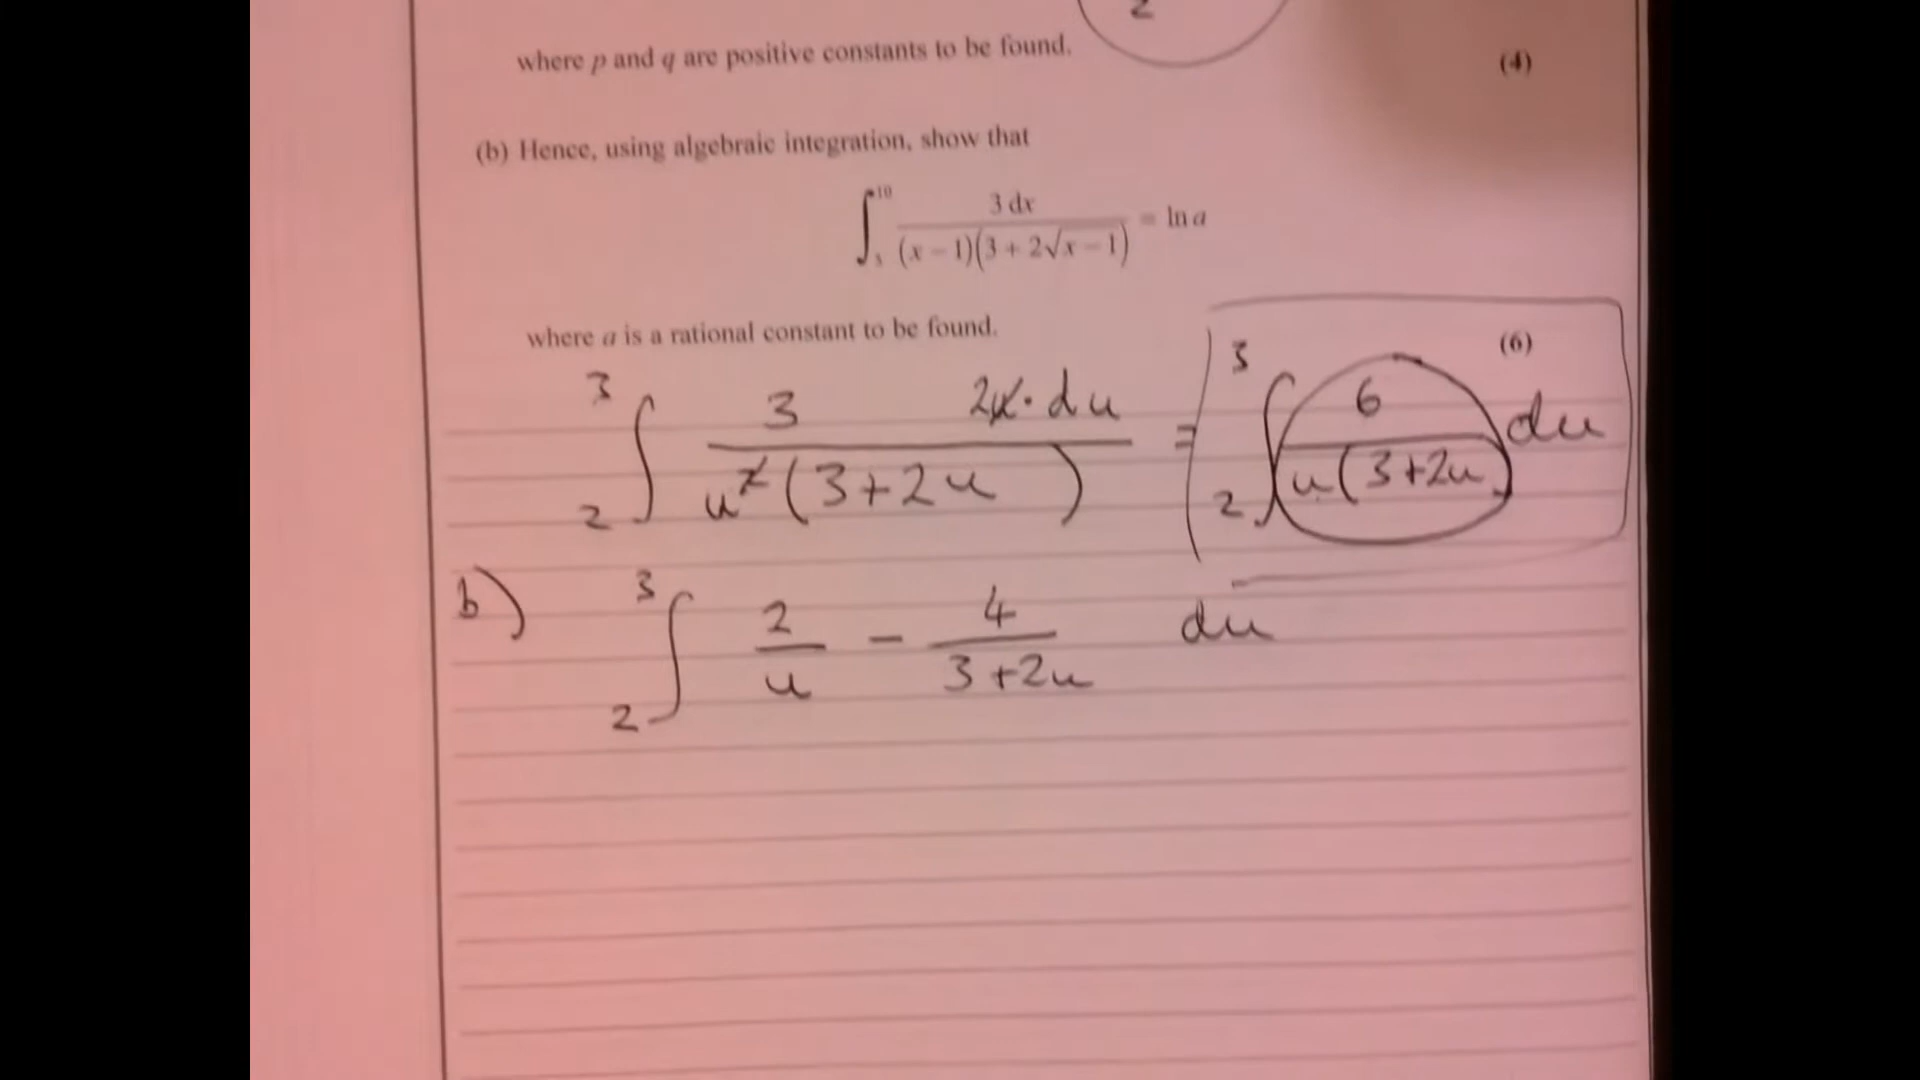 2
where p and q are positive constants to be found.
(4)
(b) Hence, using algebraic integration, show that
∫₅¹⁰ 3 dx / (x − 1)(3 + 2√x − 1) = ln a
where a is a rational constant to be found.
(6)
∫₂³ 3 2u · du / u²(3+2u) = ∫₂³ 6 / u(3+2u) du
b) ∫₂³ 2/u − 4/3+2u du